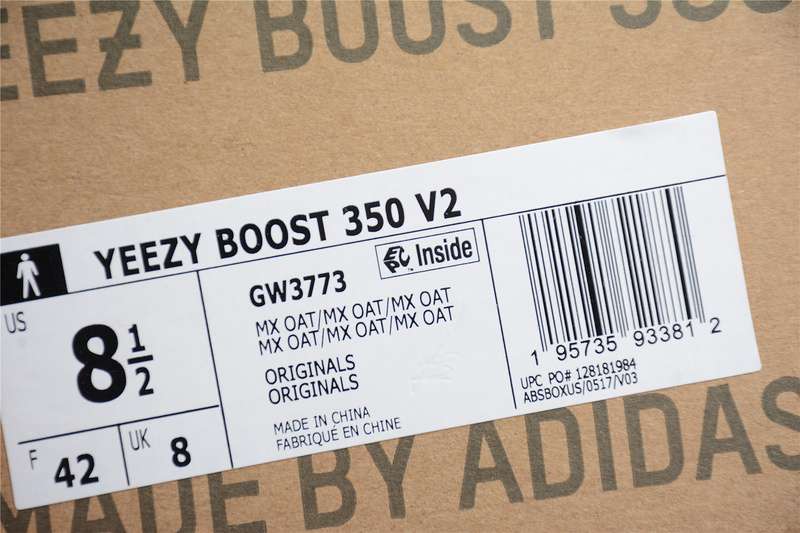 YEEZY BOOST 350
YEEZY BOOST 350 V2
EPC Inside
US
8 1/2
F 42
UK 8
GW3773
MX OAT/MX OAT/MX OAT
MX OAT/MX OAT/MX OAT
ORIGINALS
ORIGINALS
MADE IN CHINA
FABRIQUÉ EN CHINE
1 95735 93381 2
UPC PO# 128181984
ABSBOXUS/0517/V03
MADE BY ADIDAS